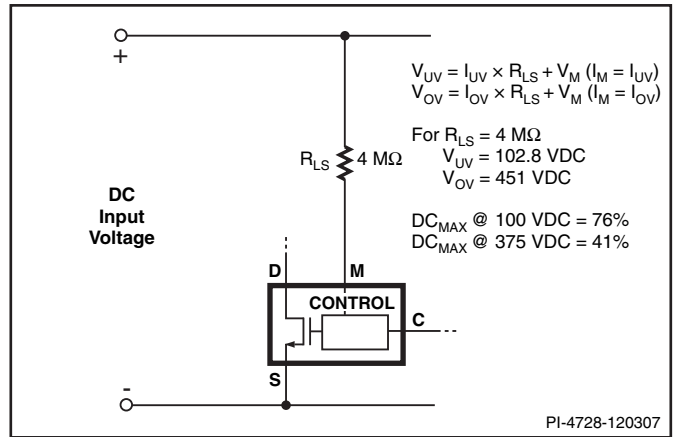 +
V_UV = I_UV × R_LS + V_M (I_M = I_UV)
V_OV = I_OV × R_LS + V_M (I_M = I_OV)
For R_LS = 4 MΩ
V_UV = 102.8 VDC
V_OV = 451 VDC
DC_MAX @ 100 VDC = 76%
DC_MAX @ 375 VDC = 41%
R_LS 4 MΩ
DC
Input
Voltage
D M
CONTROL
C
S
-
PI-4728-120307